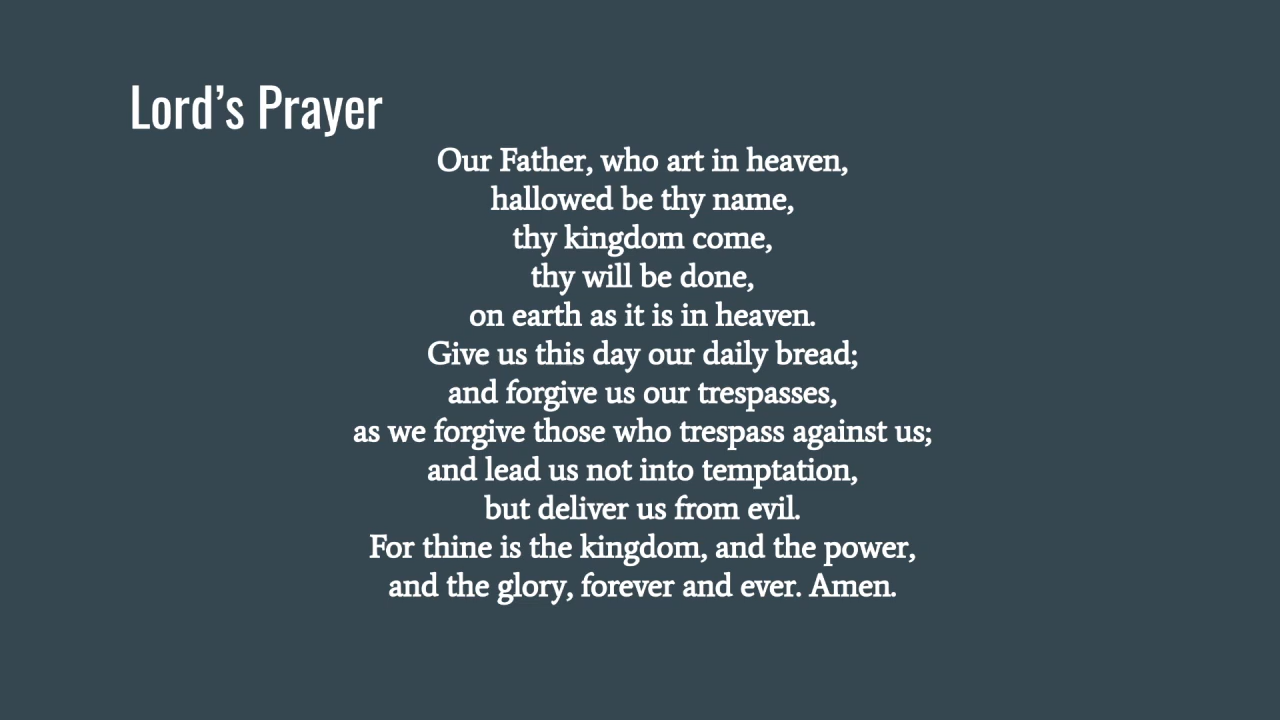 Lord’s Prayer
Our Father, who art in heaven,
hallowed be thy name,
thy kingdom come,
thy will be done,
on earth as it is in heaven.
Give us this day our daily bread;
and forgive us our trespasses,
as we forgive those who trespass against us;
and lead us not into temptation,
but deliver us from evil.
For thine is the kingdom, and the power,
and the glory, forever and ever. Amen.